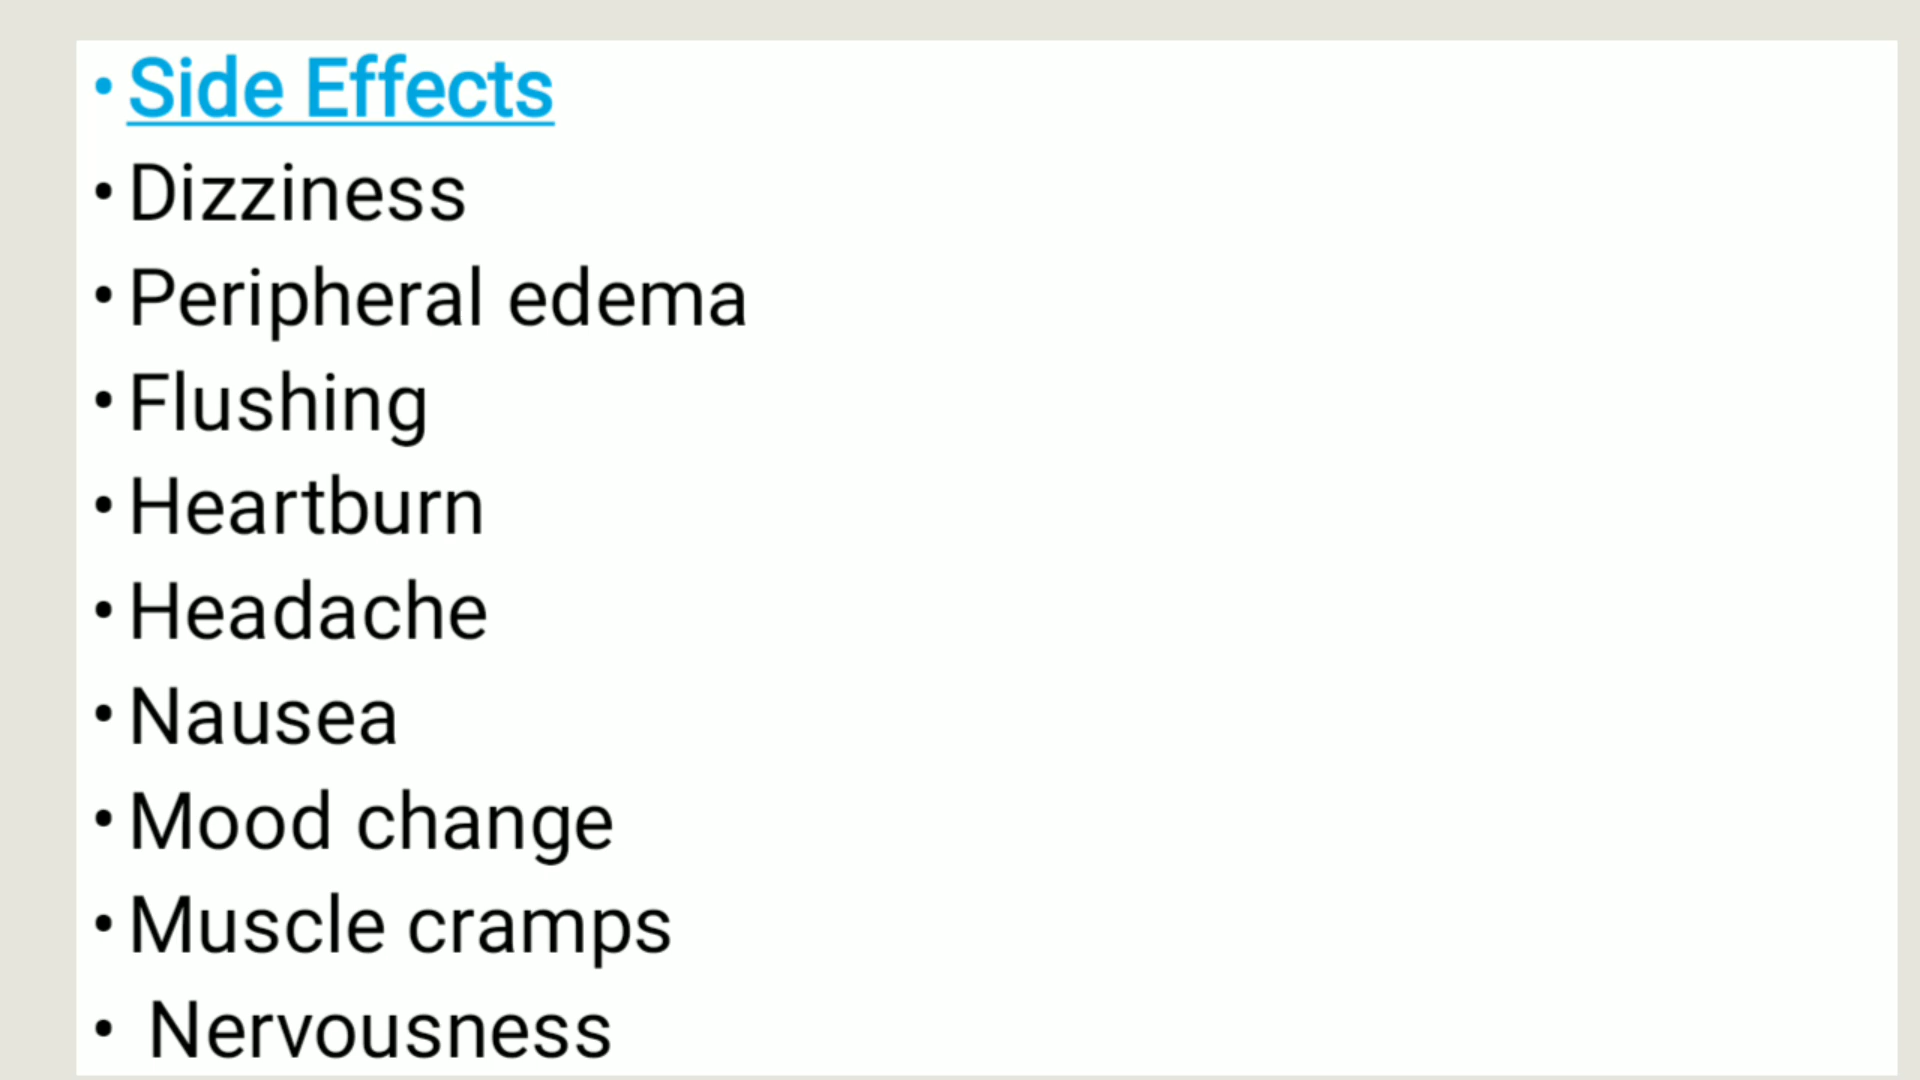 • Side Effects
• Dizziness
• Peripheral edema
• Flushing
• Heartburn
• Headache
• Nausea
• Mood change
• Muscle cramps
• Nervousness